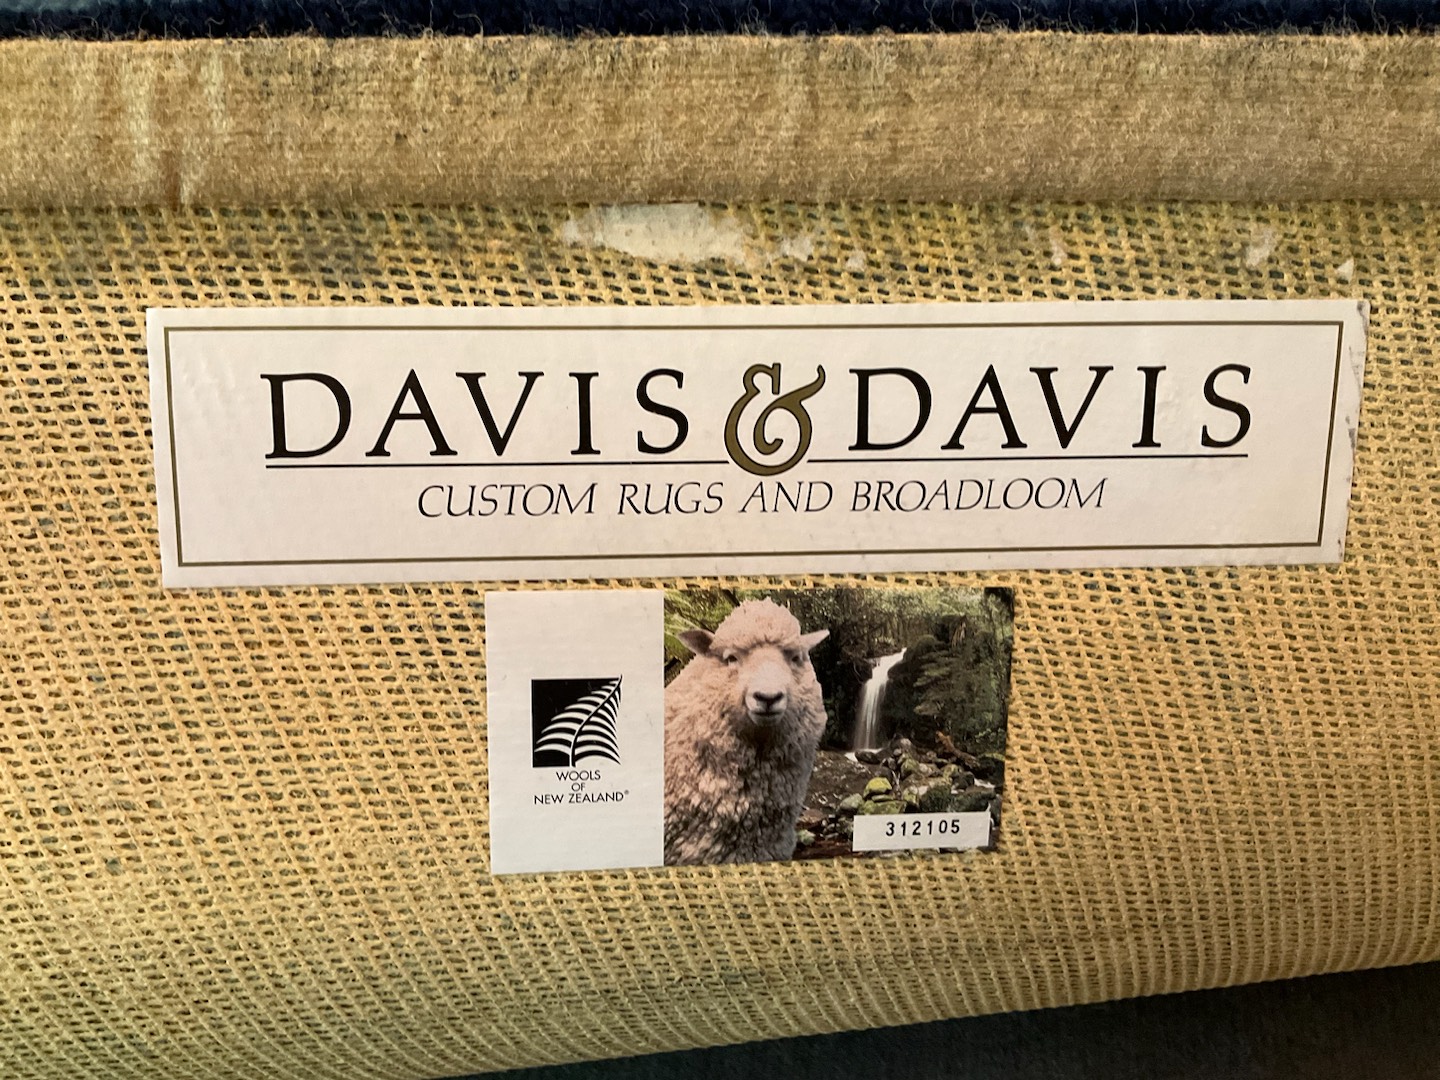 DAVIS & DAVIS
CUSTOM RUGS AND BROADLOOM
WOOLS
OF
NEW ZEALAND®
312105